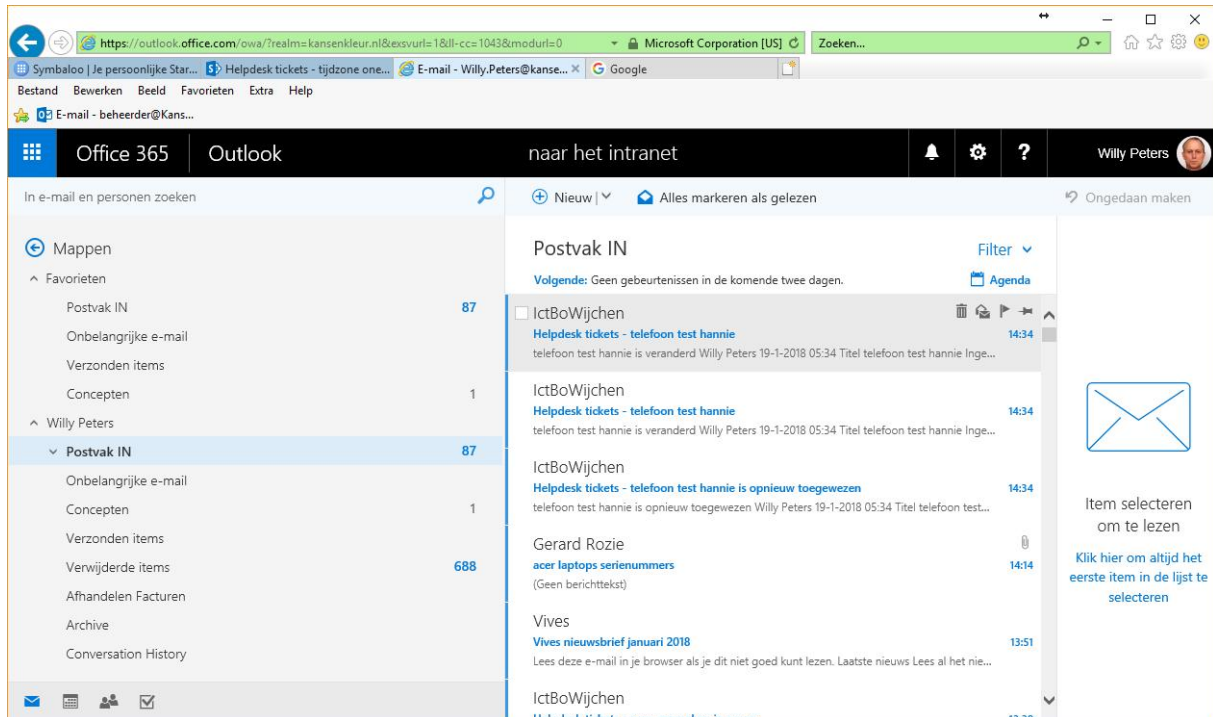 https://outlook.office.com/owa/?realm=kansenkleur.nl&exsvurl=1&ll-cc=1043&modurl=0
Microsoft Corporation [US]
Zoeken...
Symbaloo | Je persoonlijke Star...
Helpdesk tickets - tijdzone one...
E-mail - Willy.Peters@kanse...
Google
Bestand Bewerken Beeld Favorieten Extra Help
E-mail - beheerder@Kans...
Office 365 Outlook
naar het intranet
?
Willy Peters
In e-mail en personen zoeken
Nieuw
Alles markeren als gelezen
Ongedaan maken
Mappen
Favorieten
Postvak IN 87
Onbelangrijke e-mail
Verzonden items
Concepten 1
Willy Peters
Postvak IN 87
Onbelangrijke e-mail
Concepten 1
Verzonden items
Verwijderde items 688
Afhandelen Facturen
Archive
Conversation History
Postvak IN
Filter
Volgende: Geen gebeurtenissen in de komende twee dagen.
Agenda
IctBoWijchen
Helpdesk tickets - telefoon test hannie 14:34
telefoon test hannie is veranderd Willy Peters 19-1-2018 05:34 Titel telefoon test hannie Inge...
IctBoWijchen
Helpdesk tickets - telefoon test hannie 14:34
telefoon test hannie is veranderd Willy Peters 19-1-2018 05:34 Titel telefoon test hannie Inge...
IctBoWijchen
Helpdesk tickets - telefoon test hannie is opnieuw toegewezen 14:34
telefoon test hannie is opnieuw toegewezen Willy Peters 19-1-2018 05:34 Titel telefoon test...
Gerard Rozie
acer laptops serienummers 14:14
(Geen berichttekst)
Vives
Vives nieuwsbrief januari 2018 13:51
Lees deze e-mail in je browser als je dit niet goed kunt lezen. Laatste nieuws Lees al het nie...
IctBoWijchen
Item selecteren
om te lezen
Klik hier om altijd het
eerste item in de lijst te
selecteren